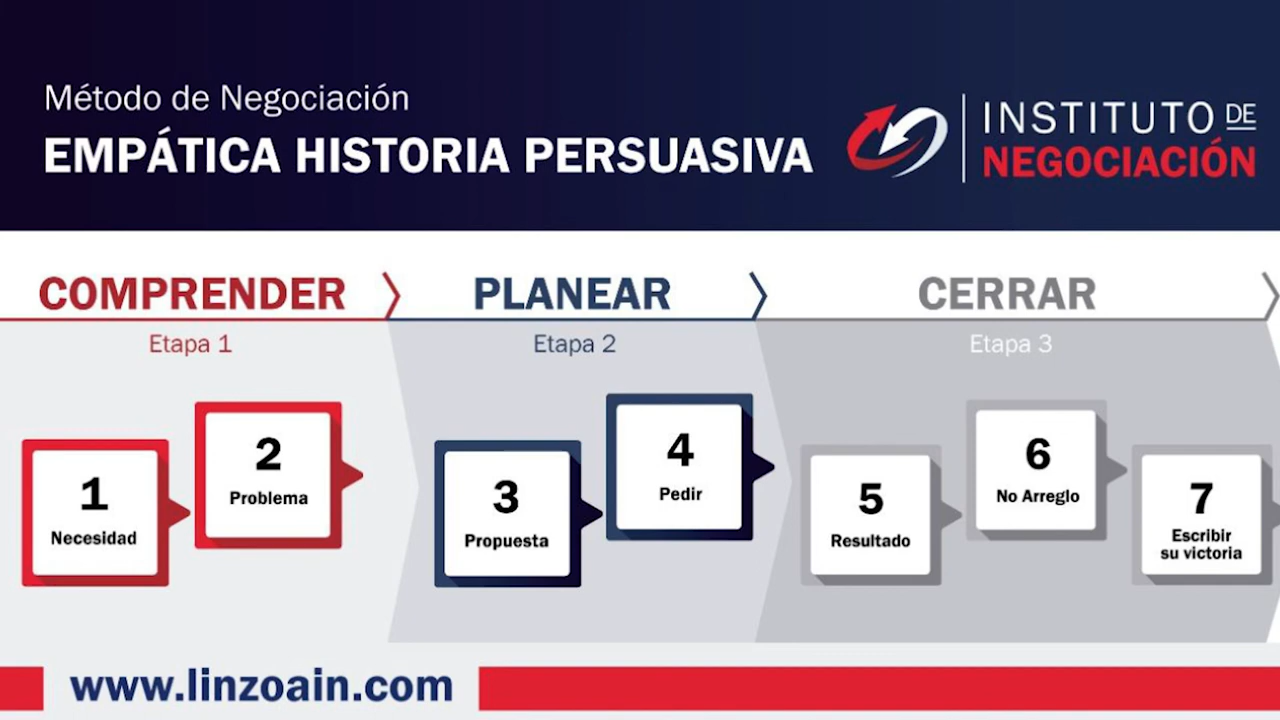 Método de Negociación
EMPÁTICA HISTORIA PERSUASIVA
INSTITUTO DE
NEGOCIACIÓN
COMPRENDER
Etapa 1
PLANEAR
Etapa 2
CERRAR
Etapa 3
1
Necesidad
2
Problema
3
Propuesta
4
Pedir
5
Resultado
6
No Arreglo
7
Escribir
su victoria
www.linzoain.com